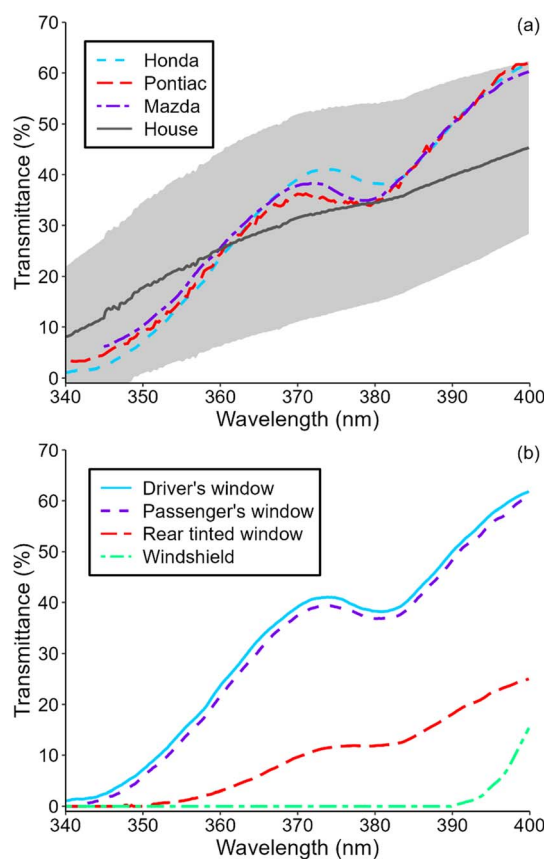 (a)
70
60
50
40
30
20
10
0
Transmittance (%)
Honda
Pontiac
Mazda
House
340 350 360 370 380 390 400
Wavelength (nm)
(b)
70
60
50
40
30
20
10
0
Transmittance (%)
Driver's window
Passenger's window
Rear tinted window
Windshield
340 350 360 370 380 390 400
Wavelength (nm)